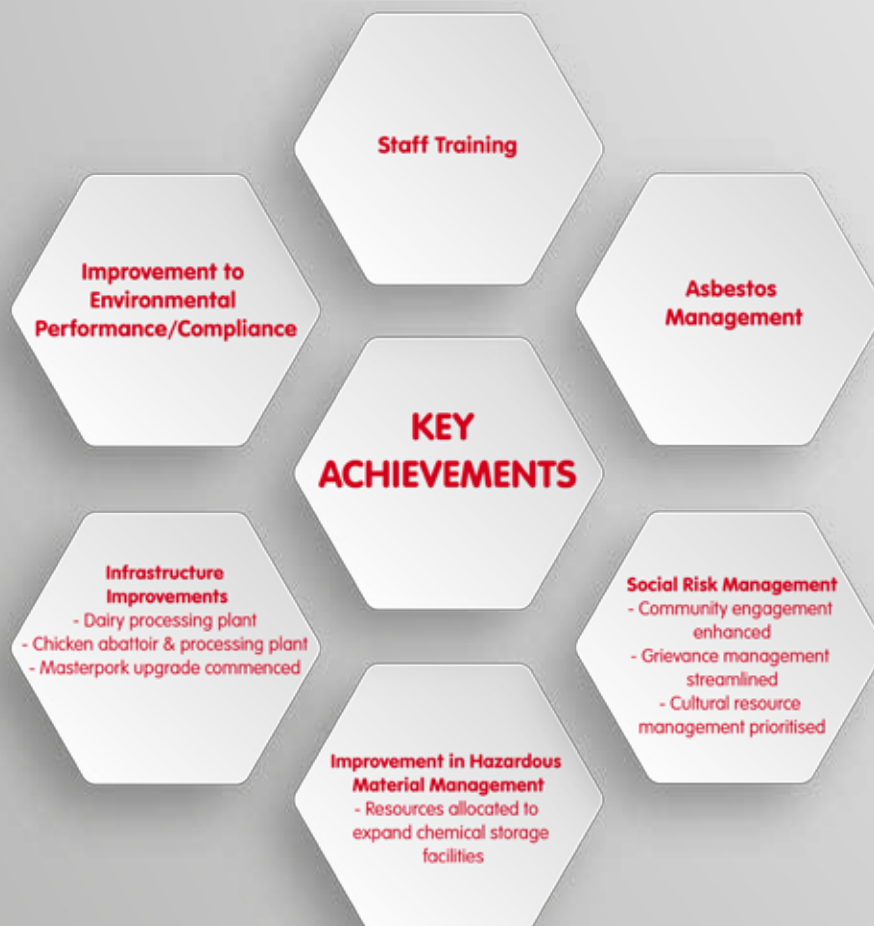 Staff Training
Improvement to
Environmental
Performance/Compliance
Asbestos
Management
KEY
ACHIEVEMENTS
Infrastructure
Improvements
- Dairy processing plant
- Chicken abattoir & processing plant
- Masterpork upgrade commenced
Social Risk Management
- Community engagement
enhanced
- Grievance management
streamlined
- Cultural resource
management prioritised
Improvement in Hazardous
Material Management
- Resources allocated to
expand chemical storage
facilities